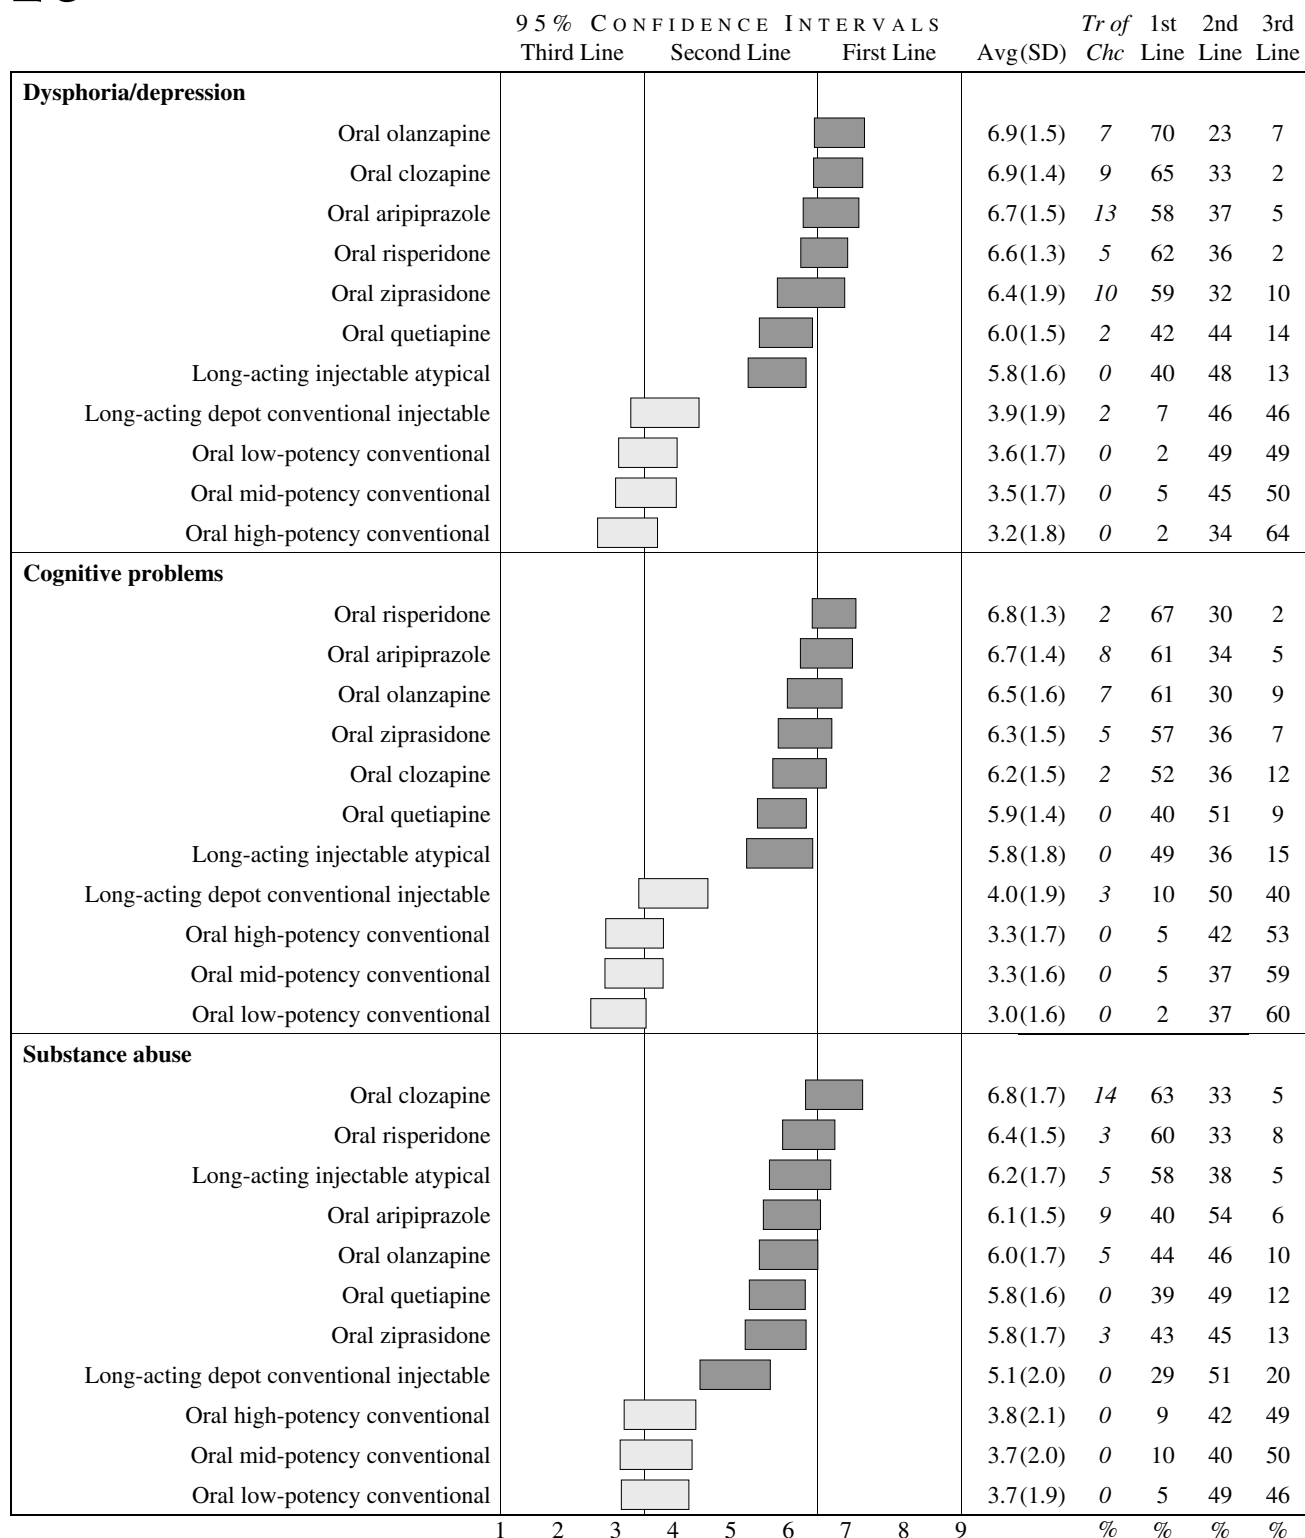 95% CONFIDENCE INTERVALS Tr of 1st 2nd 3rd
Third Line Second Line First Line Avg(SD) Chc Line Line Line
Dysphoria/depression
Oral olanzapine 6.9(1.5) 7 70 23 7
Oral clozapine 6.9(1.4) 9 65 33 2
Oral aripiprazole 6.7(1.5) 13 58 37 5
Oral risperidone 6.6(1.3) 5 62 36 2
Oral ziprasidone 6.4(1.9) 10 59 32 10
Oral quetiapine 6.0(1.5) 2 42 44 14
Long-acting injectable atypical 5.8(1.6) 0 40 48 13
Long-acting depot conventional injectable 3.9(1.9) 2 7 46 46
Oral low-potency conventional 3.6(1.7) 0 2 49 49
Oral mid-potency conventional 3.5(1.7) 0 5 45 50
Oral high-potency conventional 3.2(1.8) 0 2 34 64
Cognitive problems
Oral risperidone 6.8(1.3) 2 67 30 2
Oral aripiprazole 6.7(1.4) 8 61 34 5
Oral olanzapine 6.5(1.6) 7 61 30 9
Oral ziprasidone 6.3(1.5) 5 57 36 7
Oral clozapine 6.2(1.5) 2 52 36 12
Oral quetiapine 5.9(1.4) 0 40 51 9
Long-acting injectable atypical 5.8(1.8) 0 49 36 15
Long-acting depot conventional injectable 4.0(1.9) 3 10 50 40
Oral high-potency conventional 3.3(1.7) 0 5 42 53
Oral mid-potency conventional 3.3(1.6) 0 5 37 59
Oral low-potency conventional 3.0(1.6) 0 2 37 60
Substance abuse
Oral clozapine 6.8(1.7) 14 63 33 5
Oral risperidone 6.4(1.5) 3 60 33 8
Long-acting injectable atypical 6.2(1.7) 5 58 38 5
Oral aripiprazole 6.1(1.5) 9 40 54 6
Oral olanzapine 6.0(1.7) 5 44 46 10
Oral quetiapine 5.8(1.6) 0 39 49 12
Oral ziprasidone 5.8(1.7) 3 43 45 13
Long-acting depot conventional injectable 5.1(2.0) 0 29 51 20
Oral high-potency conventional 3.8(2.1) 0 9 42 49
Oral mid-potency conventional 3.7(2.0) 0 10 40 50
Oral low-potency conventional 3.7(1.9) 0 5 49 46
1 2 3 4 5 6 7 8 9 % % % %